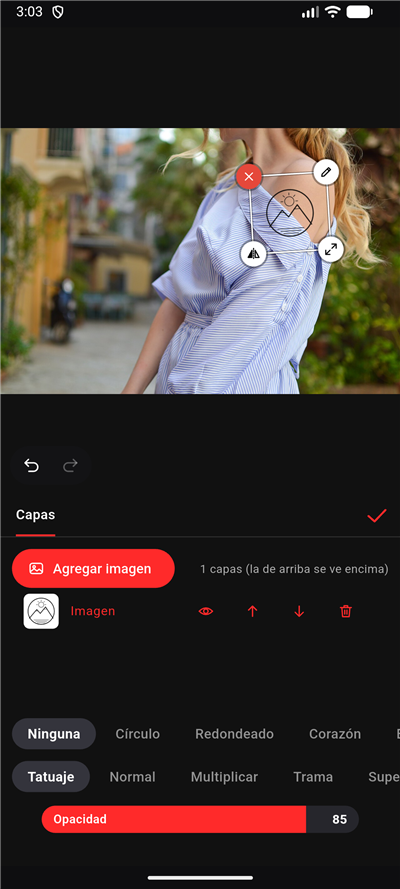 3:03
Capas
Agregar imagen
1 capas (la de arriba se ve encima)
Imagen
Ninguna Círculo Redondeado Corazón
Tatuaje Normal Multiplicar Trama Supe
Opacidad 85